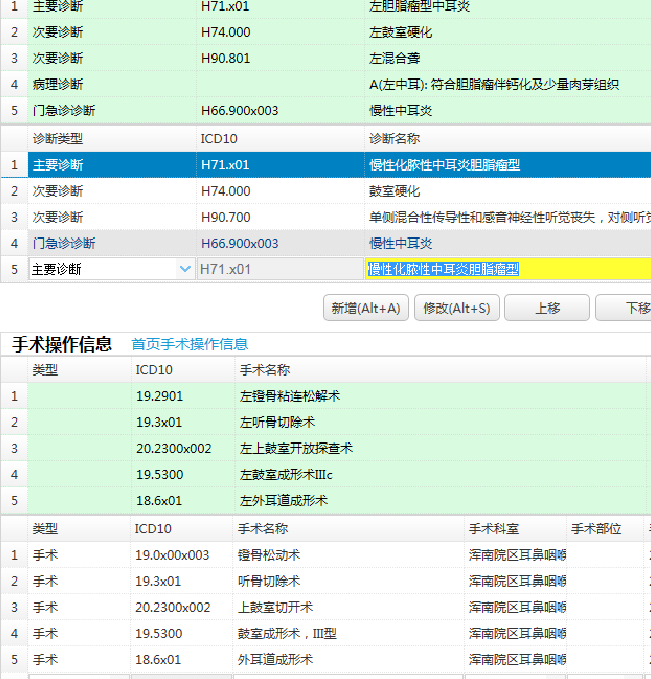 1 主要诊断 H71.x01 左胆脂瘤型中耳炎
2 次要诊断 H74.000 左鼓室硬化
3 次要诊断 H90.801 左混合聋
4 病理诊断 A(左中耳): 符合胆脂瘤伴钙化及少量肉芽组织
5 门急诊诊断 H66.900x003 慢性中耳炎
诊断类型 ICD10 诊断名称
1 主要诊断 H71.x01 慢性化脓性中耳炎胆脂瘤型
2 次要诊断 H74.000 鼓室硬化
3 次要诊断 H90.700 单侧混合性传导性和感音神经性听觉丧失，对侧听
4 门急诊诊断 H66.900x003 慢性中耳炎
5 主要诊断 H71.x01 慢性化脓性中耳炎胆脂瘤型
新增(Alt+A) 修改(Alt+S) 上移 下移
手术操作信息 首页手术操作信息
类型 ICD10 手术名称
1 19.2901 左镫骨粘连松解术
2 19.3x01 左听骨切除术
3 20.2300x002 左上鼓室开放探查术
4 19.5300 左鼓室成形术IIIc
5 18.6x01 左外耳道成形术
类型 ICD10 手术名称 手术科室 手术部位
1 手术 19.0x00x003 镫骨松动术 浑南院区耳鼻咽喉
2 手术 19.3x01 听骨切除术 浑南院区耳鼻咽喉
3 手术 20.2300x002 上鼓室切开术 浑南院区耳鼻咽喉
4 手术 19.5300 鼓室成形术，III型 浑南院区耳鼻咽喉
5 手术 18.6x01 外耳道成形术 浑南院区耳鼻咽喉